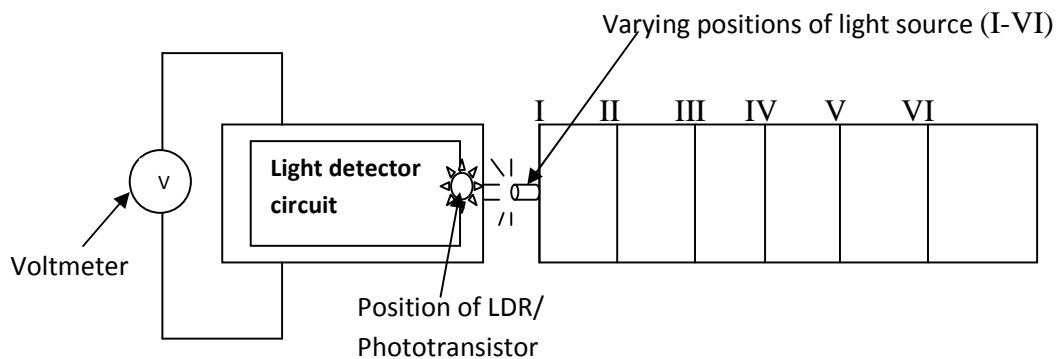 Varying positions of light source (I-VI)
I II III IV V VI
Light detector
circuit
V
Voltmeter
Position of LDR/
Phototransistor